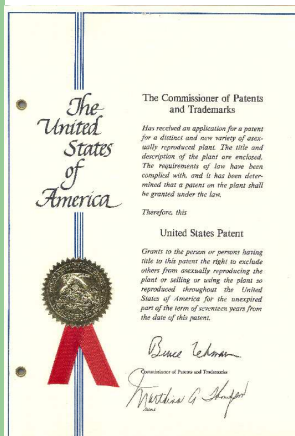 The
United
States
of
America
The Commissioner of Patents
and Trademarks
Has received an application for a patent
for a distinct and new variety of asex-
ually reproduced plant. The title and
description of the plant are enclosed.
The requirements of law have been
complied with, and it has been deter-
mined that a patent on the plant shall
be granted under the law.
Therefore, this
United States Patent
Grants to the person or persons having
title to this patent the right to exclude
others from asexually reproducing the
plant or selling or using the plant so
reproduced throughout the United
States of America for the unexpired
part of the term of seventeen years from
the date of this patent.
Bruce Lehman
Commissioner of Patents and Trademarks